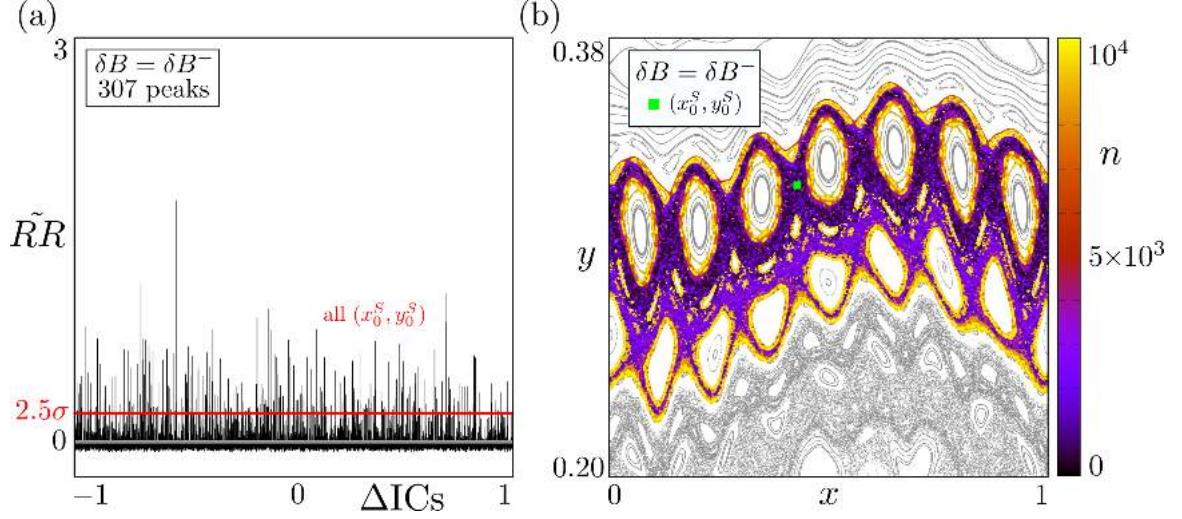 (a)
3
δB = δB⁻
307 peaks
R̃R
all (x₀ˢ, y₀ˢ)
2.5σ
0
−1
ΔICs
0
1
(b)
0.38
δB = δB⁻
(x₀ˢ, y₀ˢ)
y
0.20
0
x
1
10⁴
n
5×10³
0